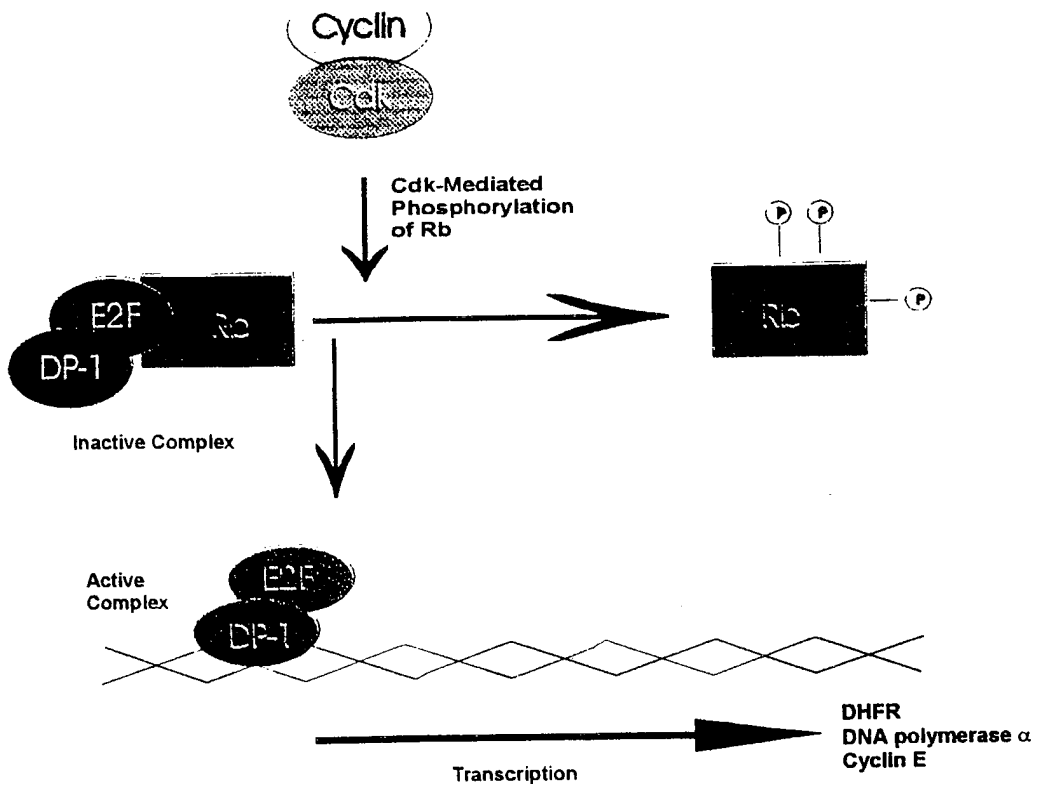 Cyclin
Cdk
Cdk-Mediated
Phosphorylation
of Rb
P P
E2F
Rb
Rb
P
DP-1
Inactive Complex
Active
Complex
E2F
DP-1
DHFR
DNA polymerase α
Cyclin E
Transcription